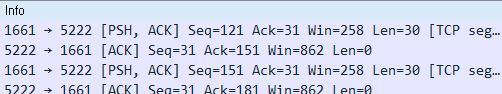 Info
1661 → 5222 [PSH, ACK] Seq=121 Ack=31 Win=258 Len=30 [TCP seg…
5222 → 1661 [ACK] Seq=31 Ack=151 Win=862 Len=0
1661 → 5222 [PSH, ACK] Seq=151 Ack=31 Win=258 Len=30 [TCP seg…
5222 → 1661 [ACK] Seq=31 Ack=181 Win=862 Len=0